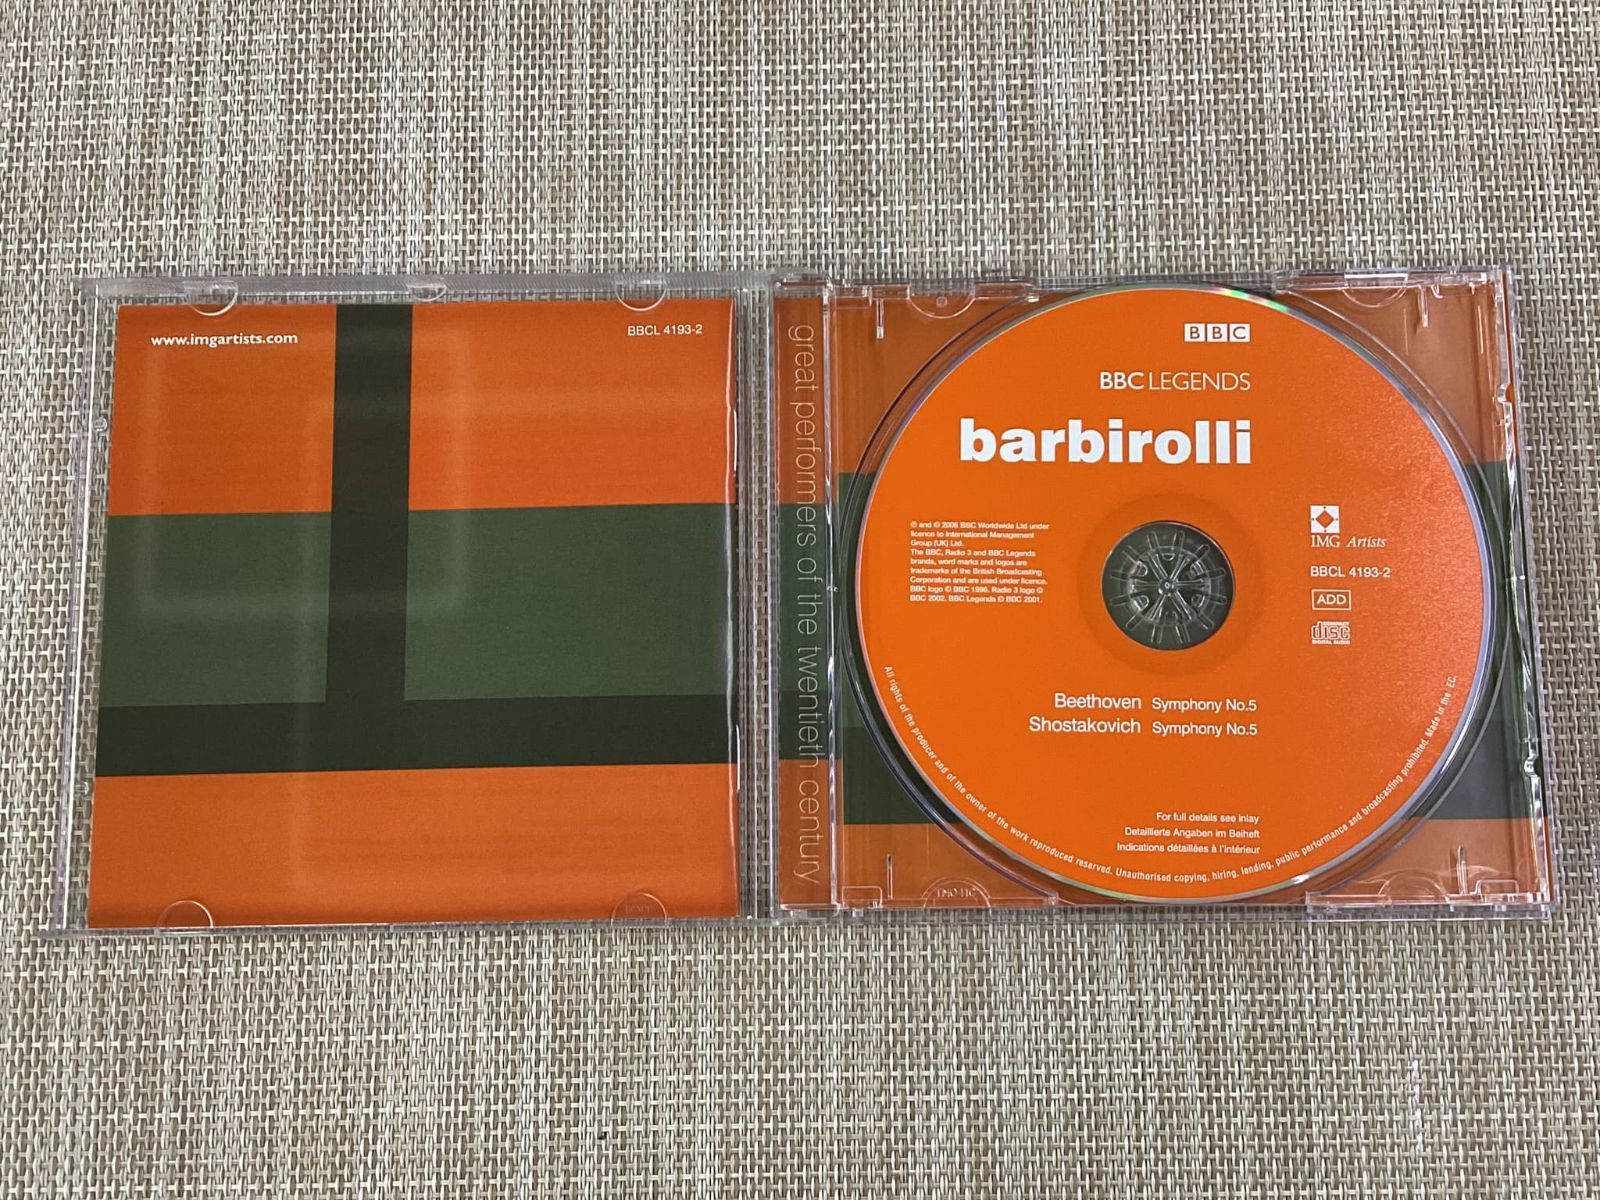 www.imgartists.com
BBCL 4193-2
great performers of the twentieth century
BBC
BBC LEGENDS
barbirolli
℗ and © 2006 BBC Worldwide Ltd under
licence to International Management
Group (UK) Ltd.
The BBC, Radio 3 and BBC Legends
brands, word marks and logos are
trademarks of the British Broadcasting
Corporation and are used under licence.
BBC logo © BBC 1996. Radio 3 logo ©
BBC 2002. BBC Legends © BBC 2001.
IMG Artists
BBCL 4193-2
ADD
COMPACT
disc
DIGITAL AUDIO
Beethoven Symphony No.5
Shostakovich Symphony No.5
For full details see inlay
Detaillierte Angaben im Beiheft
Indications détaillées à l'intérieur
All rights of the producer and of the owner of the work reproduced reserved. Unauthorised copying, hiring, lending, public performance and broadcasting prohibited. Made in the EC.